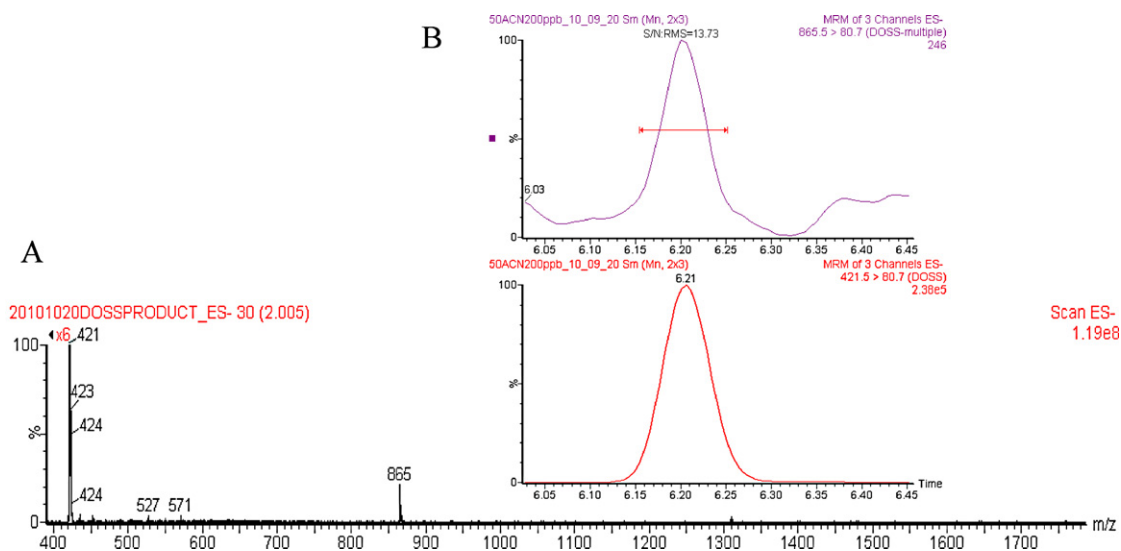 B
50ACN200ppb_10_09_20 Sm (Mn, 2x3)
MRM of 3 Channels ES-
S/N:RMS=13.73
865.5 > 80.7 (DOSS-multiple)
246
100
%
6.03
0
6.05 6.10 6.15 6.20 6.25 6.30 6.35 6.40 6.45
A
50ACN200ppb_10_09_20 Sm (Mn, 2x3)
MRM of 3 Channels ES-
6.21
421.5 > 80.7 (DOSS)
2.38e5
100
%
0
Time
6.05 6.10 6.15 6.20 6.25 6.30 6.35 6.40 6.45
20101020DOSSPRODUCT_ES- 30 (2.005)
Scan ES-
1.19e8
x6
421
100
423
424
%
865
424
527 571
0
m/z
400 500 600 700 800 900 1000 1100 1200 1300 1400 1500 1600 1700